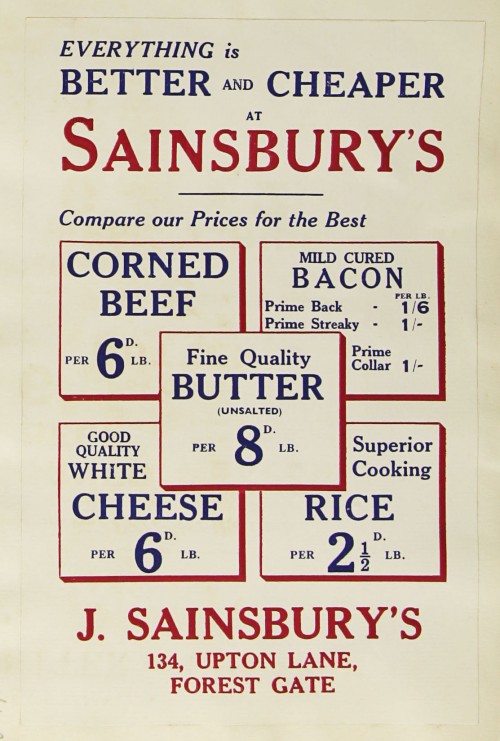 EVERYTHING is
BETTER AND CHEAPER
AT
SAINSBURY'S
Compare our Prices for the Best
CORNED
BEEF
PER 6D. LB.
MILD CURED
BACON
PER LB.
Prime Back - 1/6
Prime Streaky - 1/-
Prime
Collar 1/-
Fine Quality
BUTTER
(UNSALTED)
PER 8D. LB.
GOOD
QUALITY
WHITE
CHEESE
PER 6D. LB.
Superior
Cooking
RICE
PER 2½D. LB.
J. SAINSBURY'S
134, UPTON LANE,
FOREST GATE